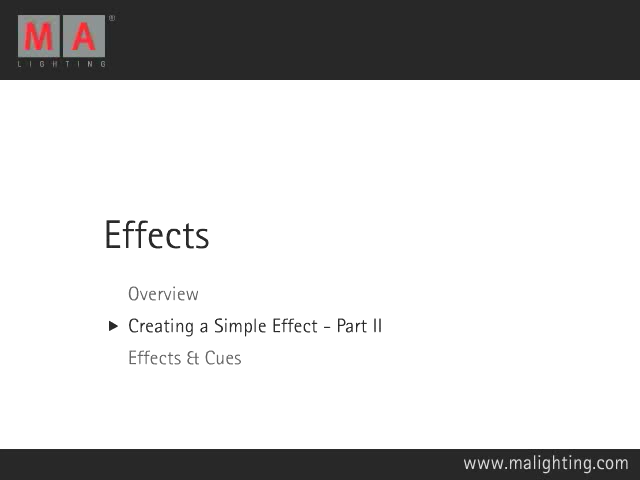 MA®
LIGHTING
Effects
Overview
▶ Creating a Simple Effect - Part II
Effects & Cues
www.malighting.com